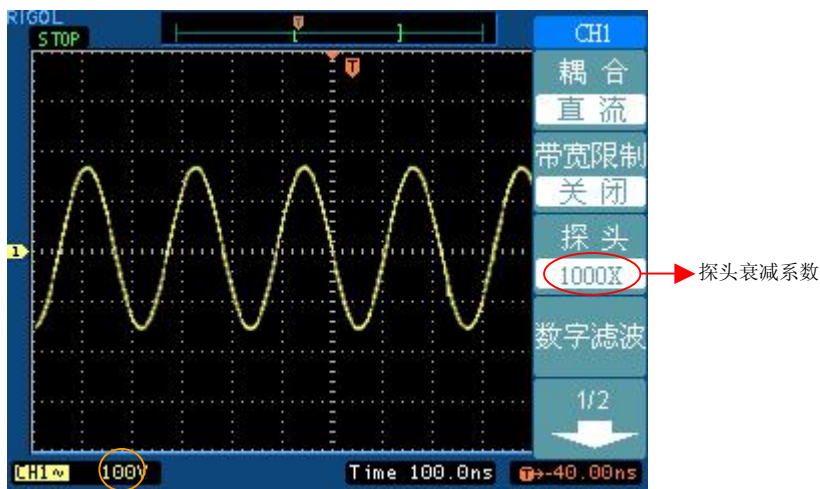 RIGOL
STOP
T
T
CH1
耦 合
直 流
带宽限制
关 闭
探 头
1000X
探头衰减系数
数字滤波
1/2
1
CH1~ 100V Time 100.0ns T→-40.00ns